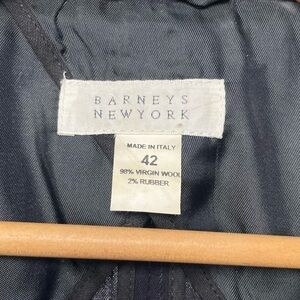 BARNEYS
NEWYORK
MADE IN ITALY
42
98% VIRGIN WOOL
2% RUBBER